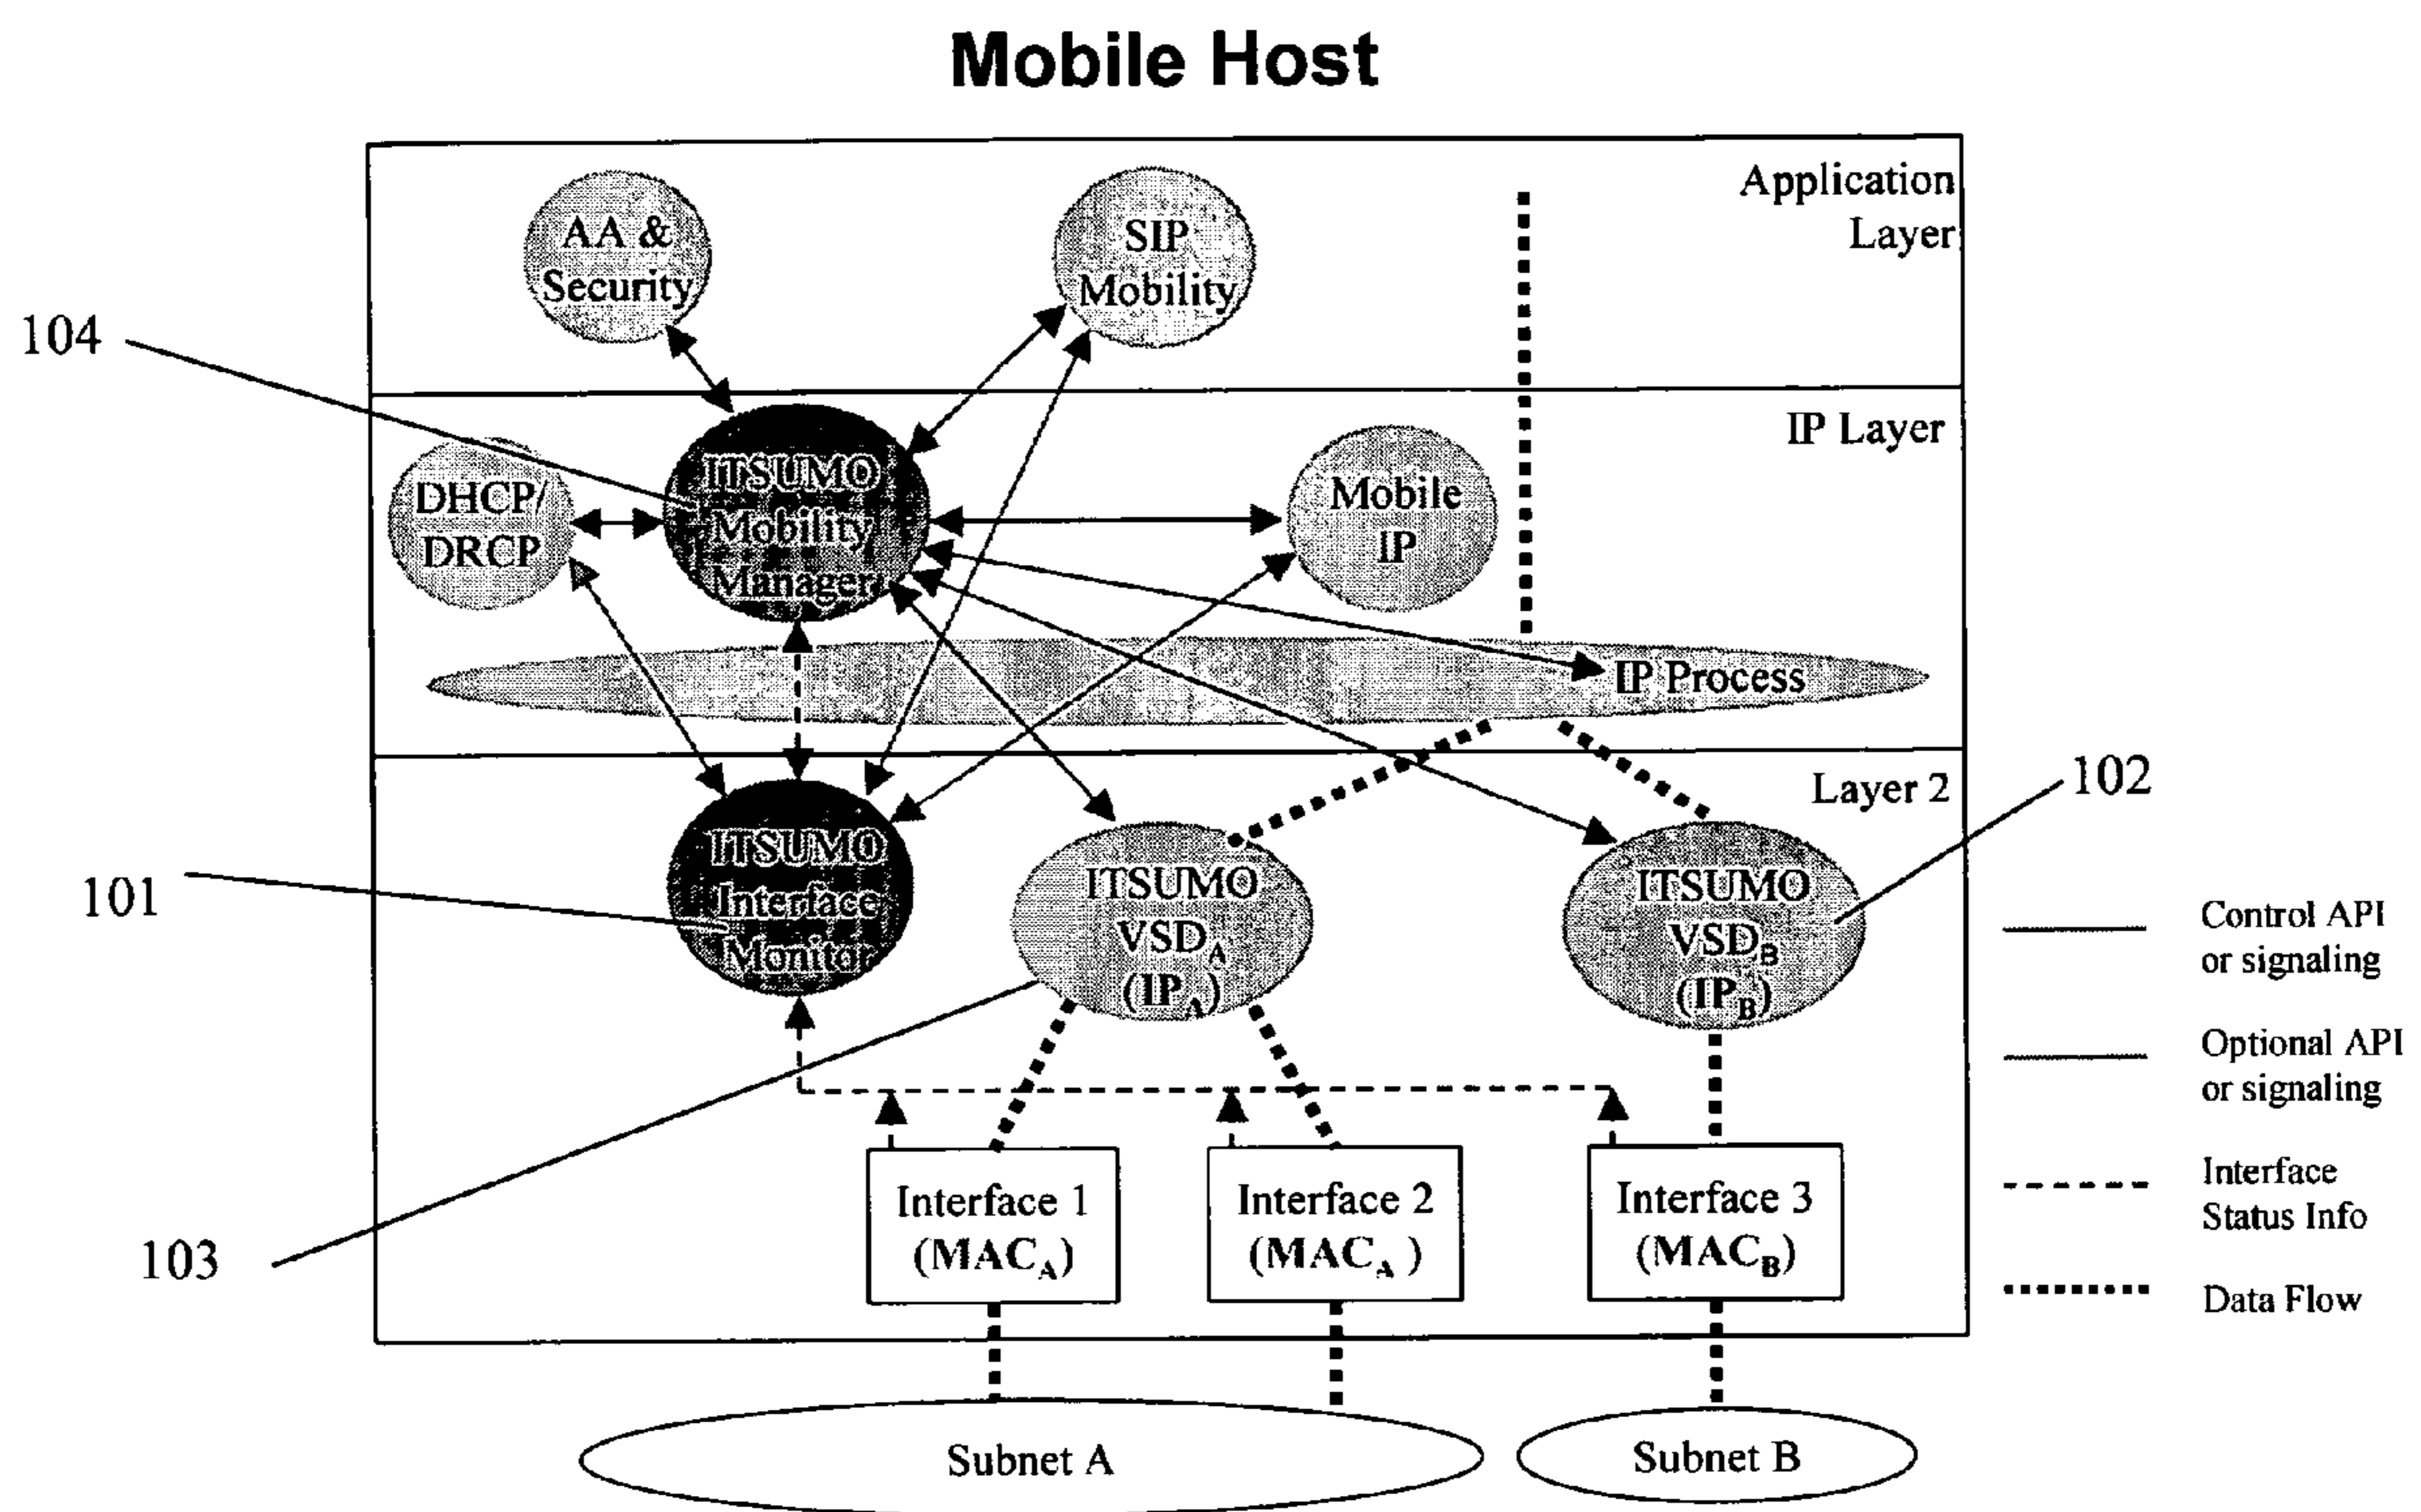 Mobile Host
Application
Layer
AA &
Security
SIP
Mobility
104
IP Layer
DHCP/
DRCP
ITSUMO
Mobility
Manager
Mobile
IP
IP Process
Layer 2
102
101
ITSUMO
Interface
Monitor
ITSUMO
VSDA
(IPA)
ITSUMO
VSDB
(IPB)
Control API
or signaling
Optional API
or signaling
Interface
Status Info
Data Flow
103
Interface 1
(MACA)
Interface 2
(MACA )
Interface 3
(MACB)
Subnet A
Subnet B